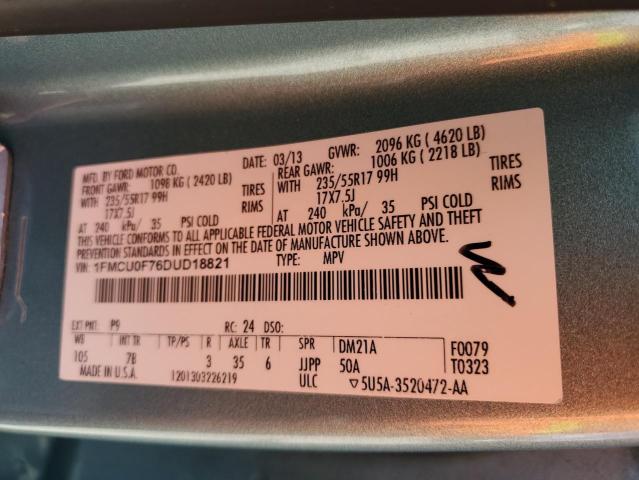 MFD. BY FORD MOTOR CO. DATE: 03/13 GVWR: 2096 KG ( 4620 LB)
FRONT GAWR: 1098 KG ( 2420 LB) REAR GAWR: 1006 KG ( 2218 LB)
WITH 235/55R17 99H TIRES WITH 235/55R17 99H TIRES
17X7.5J RIMS 17X7.5J RIMS
AT 240 kPa/ 35 PSI COLD AT 240 kPa/ 35 PSI COLD
THIS VEHICLE CONFORMS TO ALL APPLICABLE FEDERAL MOTOR VEHICLE SAFETY AND THEFT
PREVENTION STANDARDS IN EFFECT ON THE DATE OF MANUFACTURE SHOWN ABOVE.
VIN: 1FMCU0F76DUD18821 TYPE: MPV
EXT PNT: P9 RC: 24 DSO:
WB INT TR TP/PS R AXLE TR SPR DM21A F0079
105 7B 3 35 6 JJPP 50A T0323
MADE IN U.S.A. 1201303226219 ULC ▽5U5A-3520472-AA